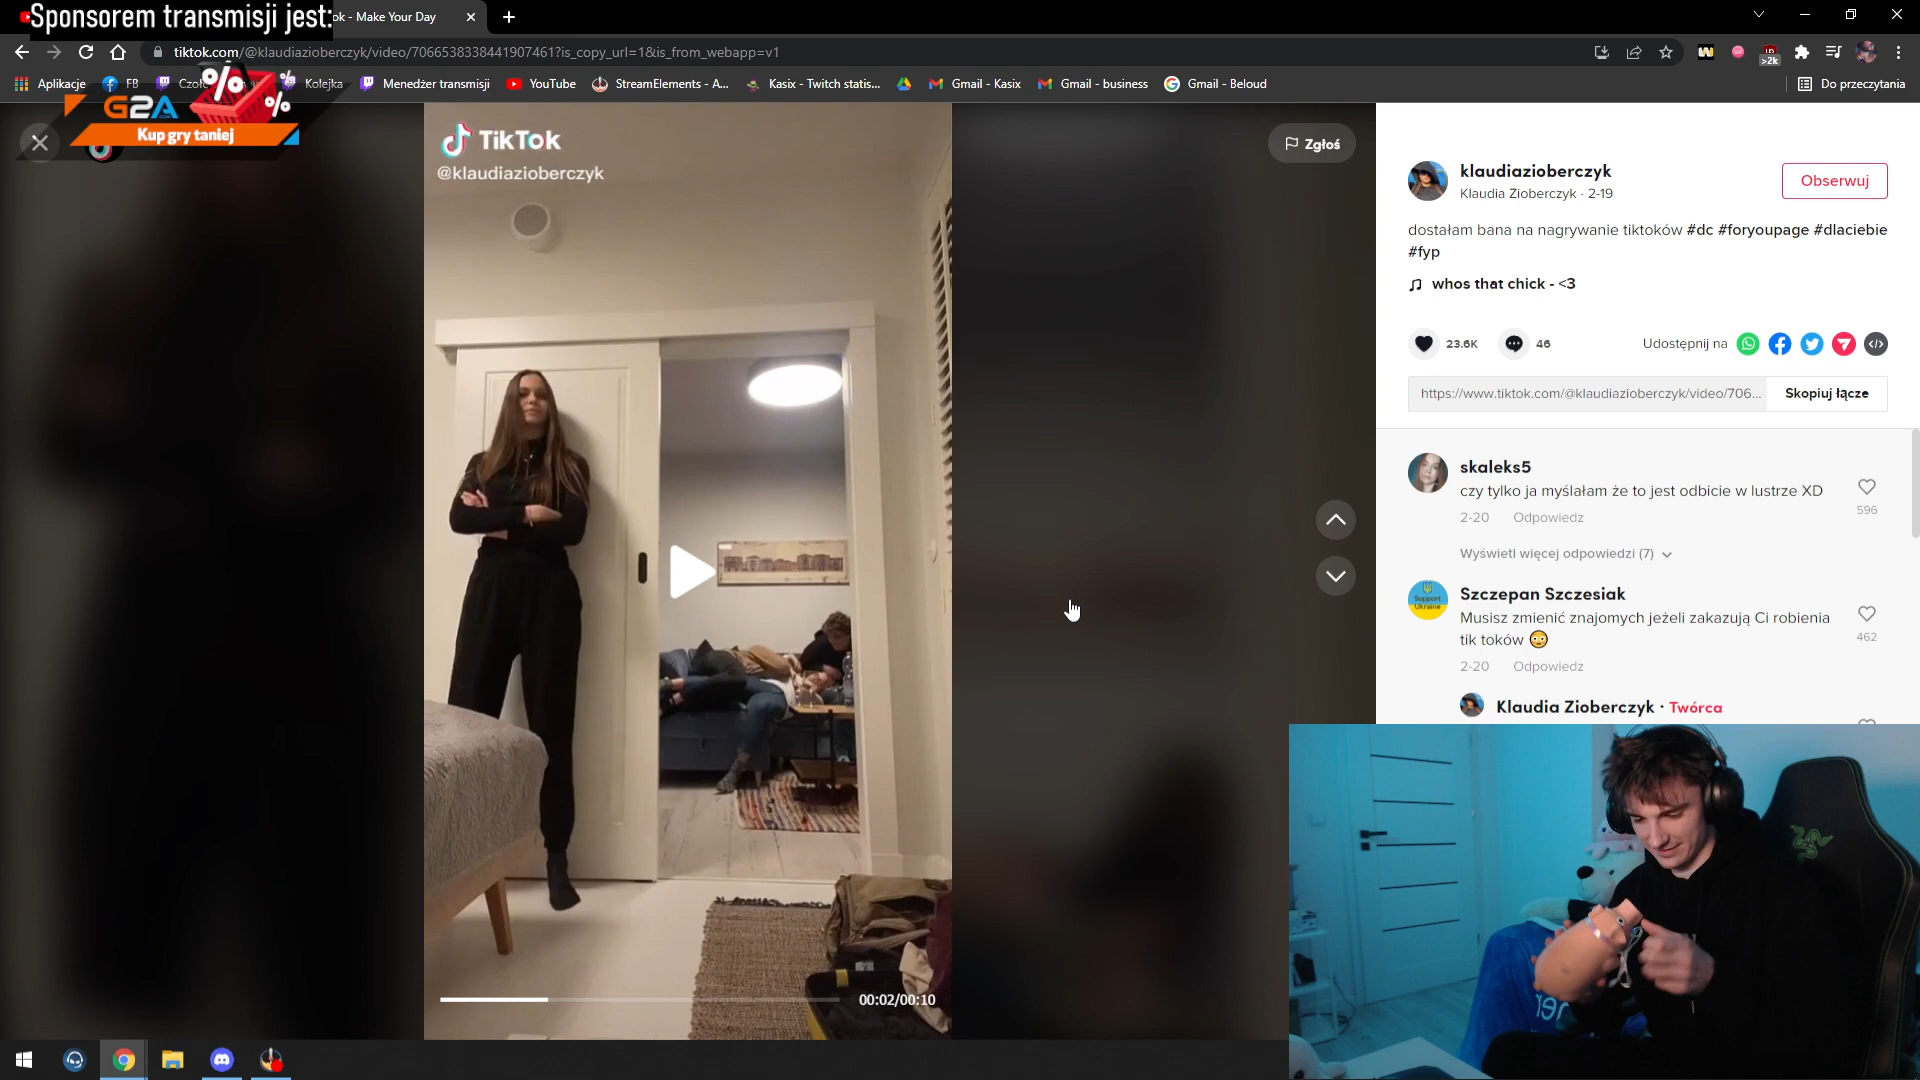 Sponsorem transmisji jest:
ok - Make Your Day
tiktok.com/@klaudiazioberczyk/video/7066538338441907461?is_copy_url=1&is_from_webapp=v1
>2k
Aplikacje
FB
Kolejka
Menedżer transmisji
YouTube
StreamElements - A...
Kasix - Twitch statis...
Gmail - Kasix
Gmail - business
Gmail - Beloud
Do przeczytania
G2A
% % %
Kup gry taniej
TikTok
@klaudiazioberczyk
Zgłoś
klaudiazioberczyk
Klaudia Zioberczyk · 2-19
Obserwuj
dostałam bana na nagrywanie tiktoków #dc #foryoupage #dlaciebie
#fyp
whos that chick - <3
23.6K
46
Udostępnij na
https://www.tiktok.com/@klaudiazioberczyk/video/706...
Skopiuj łącze
skaleks5
czy tylko ja myślałam że to jest odbicie w lustrze XD
2-20 Odpowiedz
596
Wyświetl więcej odpowiedzi (7)
Szczepan Szczesiak
Support
Ukraine
Musisz zmienić znajomych jeżeli zakazują Ci robienia
tik toków 😳
462
2-20 Odpowiedz
Klaudia Zioberczyk · Twórca
00:02/00:10